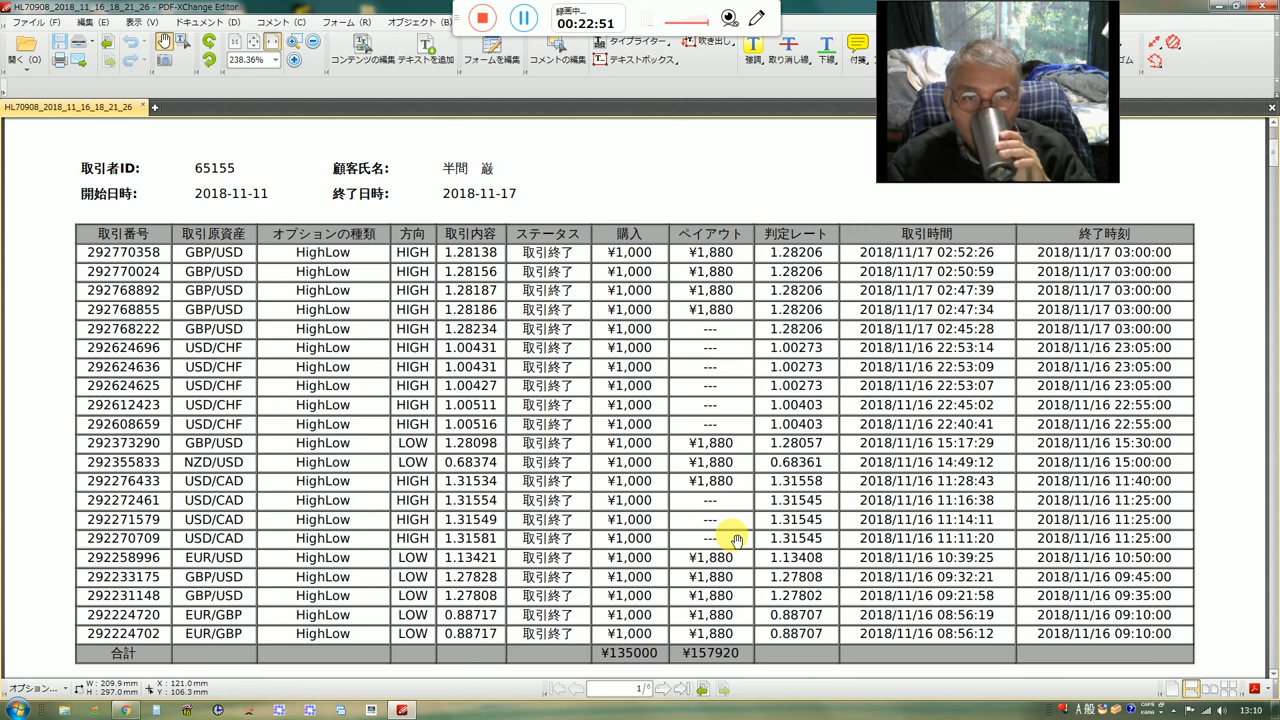 HL70908_2018_11_16_18_21_26 - PDF-XChange Editor
ファイル (F) 編集 (E) 表示 (V) ドキュメント (D) コメント (C) フォーム (R) オブジェクト (B)
録画中...
00:22:51
開く (O)... 238.36% コンテンツの編集 テキストを追加 フォームを編集 コメントの編集 タイプライター テキストボックス 吹き出し 強調 取り消し線 下線 付箋
HL70908_2018_11_16_18_21_26
取引者ID: 65155 顧客氏名: 半間 巌
開始日時: 2018-11-11 終了日時: 2018-11-17
取引番号 取引原資産 オプションの種類 方向 取引内容 ステータス 購入 ペイアウト 判定レート 取引時間 終了時刻
292770358 GBP/USD HighLow HIGH 1.28138 取引終了 ¥1,000 ¥1,880 1.28206 2018/11/17 02:52:26 2018/11/17 03:00:00
292770024 GBP/USD HighLow HIGH 1.28156 取引終了 ¥1,000 ¥1,880 1.28206 2018/11/17 02:50:59 2018/11/17 03:00:00
292768892 GBP/USD HighLow HIGH 1.28187 取引終了 ¥1,000 ¥1,880 1.28206 2018/11/17 02:47:39 2018/11/17 03:00:00
292768855 GBP/USD HighLow HIGH 1.28186 取引終了 ¥1,000 ¥1,880 1.28206 2018/11/17 02:47:34 2018/11/17 03:00:00
292768222 GBP/USD HighLow HIGH 1.28234 取引終了 ¥1,000 --- 1.28206 2018/11/17 02:45:28 2018/11/17 03:00:00
292624696 USD/CHF HighLow HIGH 1.00431 取引終了 ¥1,000 --- 1.00273 2018/11/16 22:53:14 2018/11/16 23:05:00
292624636 USD/CHF HighLow HIGH 1.00431 取引終了 ¥1,000 --- 1.00273 2018/11/16 22:53:09 2018/11/16 23:05:00
292624625 USD/CHF HighLow HIGH 1.00427 取引終了 ¥1,000 --- 1.00273 2018/11/16 22:53:07 2018/11/16 23:05:00
292612423 USD/CHF HighLow HIGH 1.00511 取引終了 ¥1,000 --- 1.00403 2018/11/16 22:45:02 2018/11/16 22:55:00
292608659 USD/CHF HighLow HIGH 1.00516 取引終了 ¥1,000 --- 1.00403 2018/11/16 22:40:41 2018/11/16 22:55:00
292373290 GBP/USD HighLow LOW 1.28098 取引終了 ¥1,000 ¥1,880 1.28057 2018/11/16 15:17:29 2018/11/16 15:30:00
292355833 NZD/USD HighLow LOW 0.68374 取引終了 ¥1,000 ¥1,880 0.68361 2018/11/16 14:49:12 2018/11/16 15:00:00
292276433 USD/CAD HighLow HIGH 1.31534 取引終了 ¥1,000 ¥1,880 1.31558 2018/11/16 11:28:43 2018/11/16 11:40:00
292272461 USD/CAD HighLow HIGH 1.31554 取引終了 ¥1,000 --- 1.31545 2018/11/16 11:16:38 2018/11/16 11:25:00
292271579 USD/CAD HighLow HIGH 1.31549 取引終了 ¥1,000 --- 1.31545 2018/11/16 11:14:11 2018/11/16 11:25:00
292270709 USD/CAD HighLow HIGH 1.31581 取引終了 ¥1,000 --- 1.31545 2018/11/16 11:11:20 2018/11/16 11:25:00
292258996 EUR/USD HighLow LOW 1.13421 取引終了 ¥1,000 ¥1,880 1.13408 2018/11/16 10:39:25 2018/11/16 10:50:00
292233175 GBP/USD HighLow LOW 1.27828 取引終了 ¥1,000 ¥1,880 1.27808 2018/11/16 09:32:21 2018/11/16 09:45:00
292231148 GBP/USD HighLow LOW 1.27808 取引終了 ¥1,000 ¥1,880 1.27802 2018/11/16 09:21:58 2018/11/16 09:35:00
292224720 EUR/GBP HighLow LOW 0.88717 取引終了 ¥1,000 ¥1,880 0.88707 2018/11/16 08:56:19 2018/11/16 09:10:00
292224702 EUR/GBP HighLow LOW 0.88717 取引終了 ¥1,000 ¥1,880 0.88707 2018/11/16 08:56:12 2018/11/16 09:10:00
合計 ¥135000 ¥157920
オプション... W: 209.9 mm X: 121.0 mm
H: 297.0 mm Y: 106.3 mm
1/6
A 般
13:10